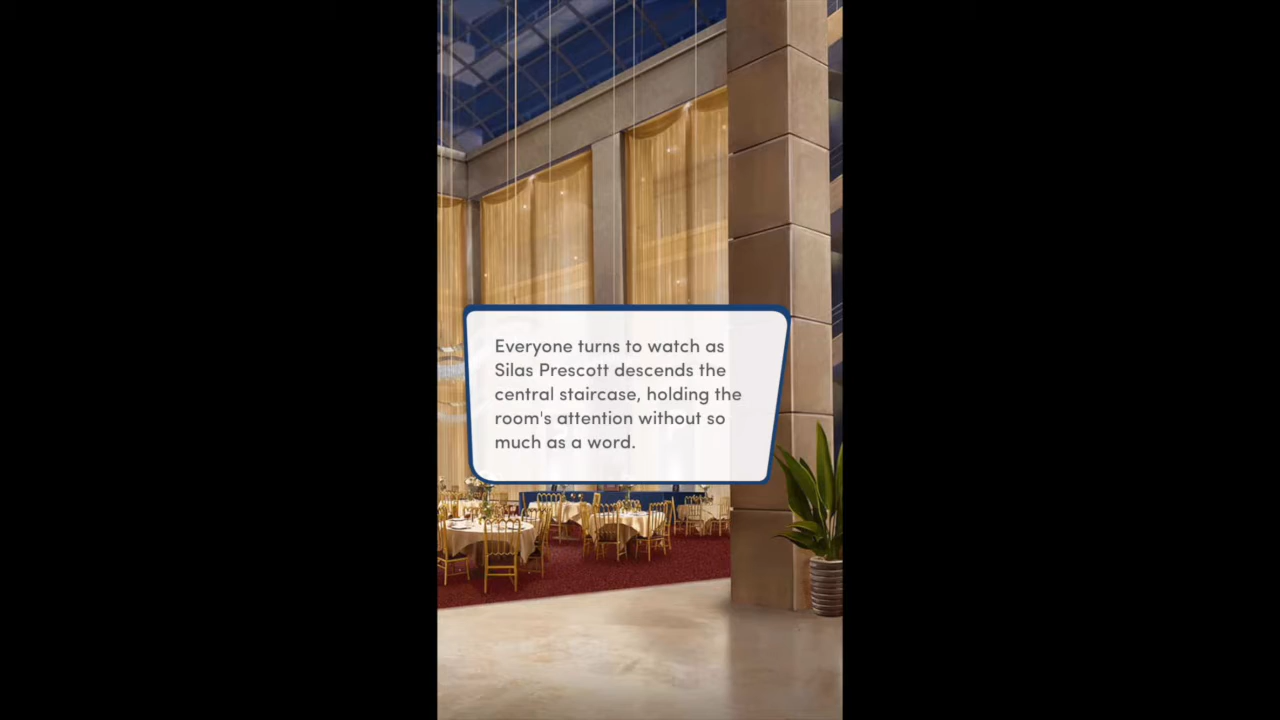 Everyone turns to watch as
Silas Prescott descends the
central staircase, holding the
room's attention without so
much as a word.